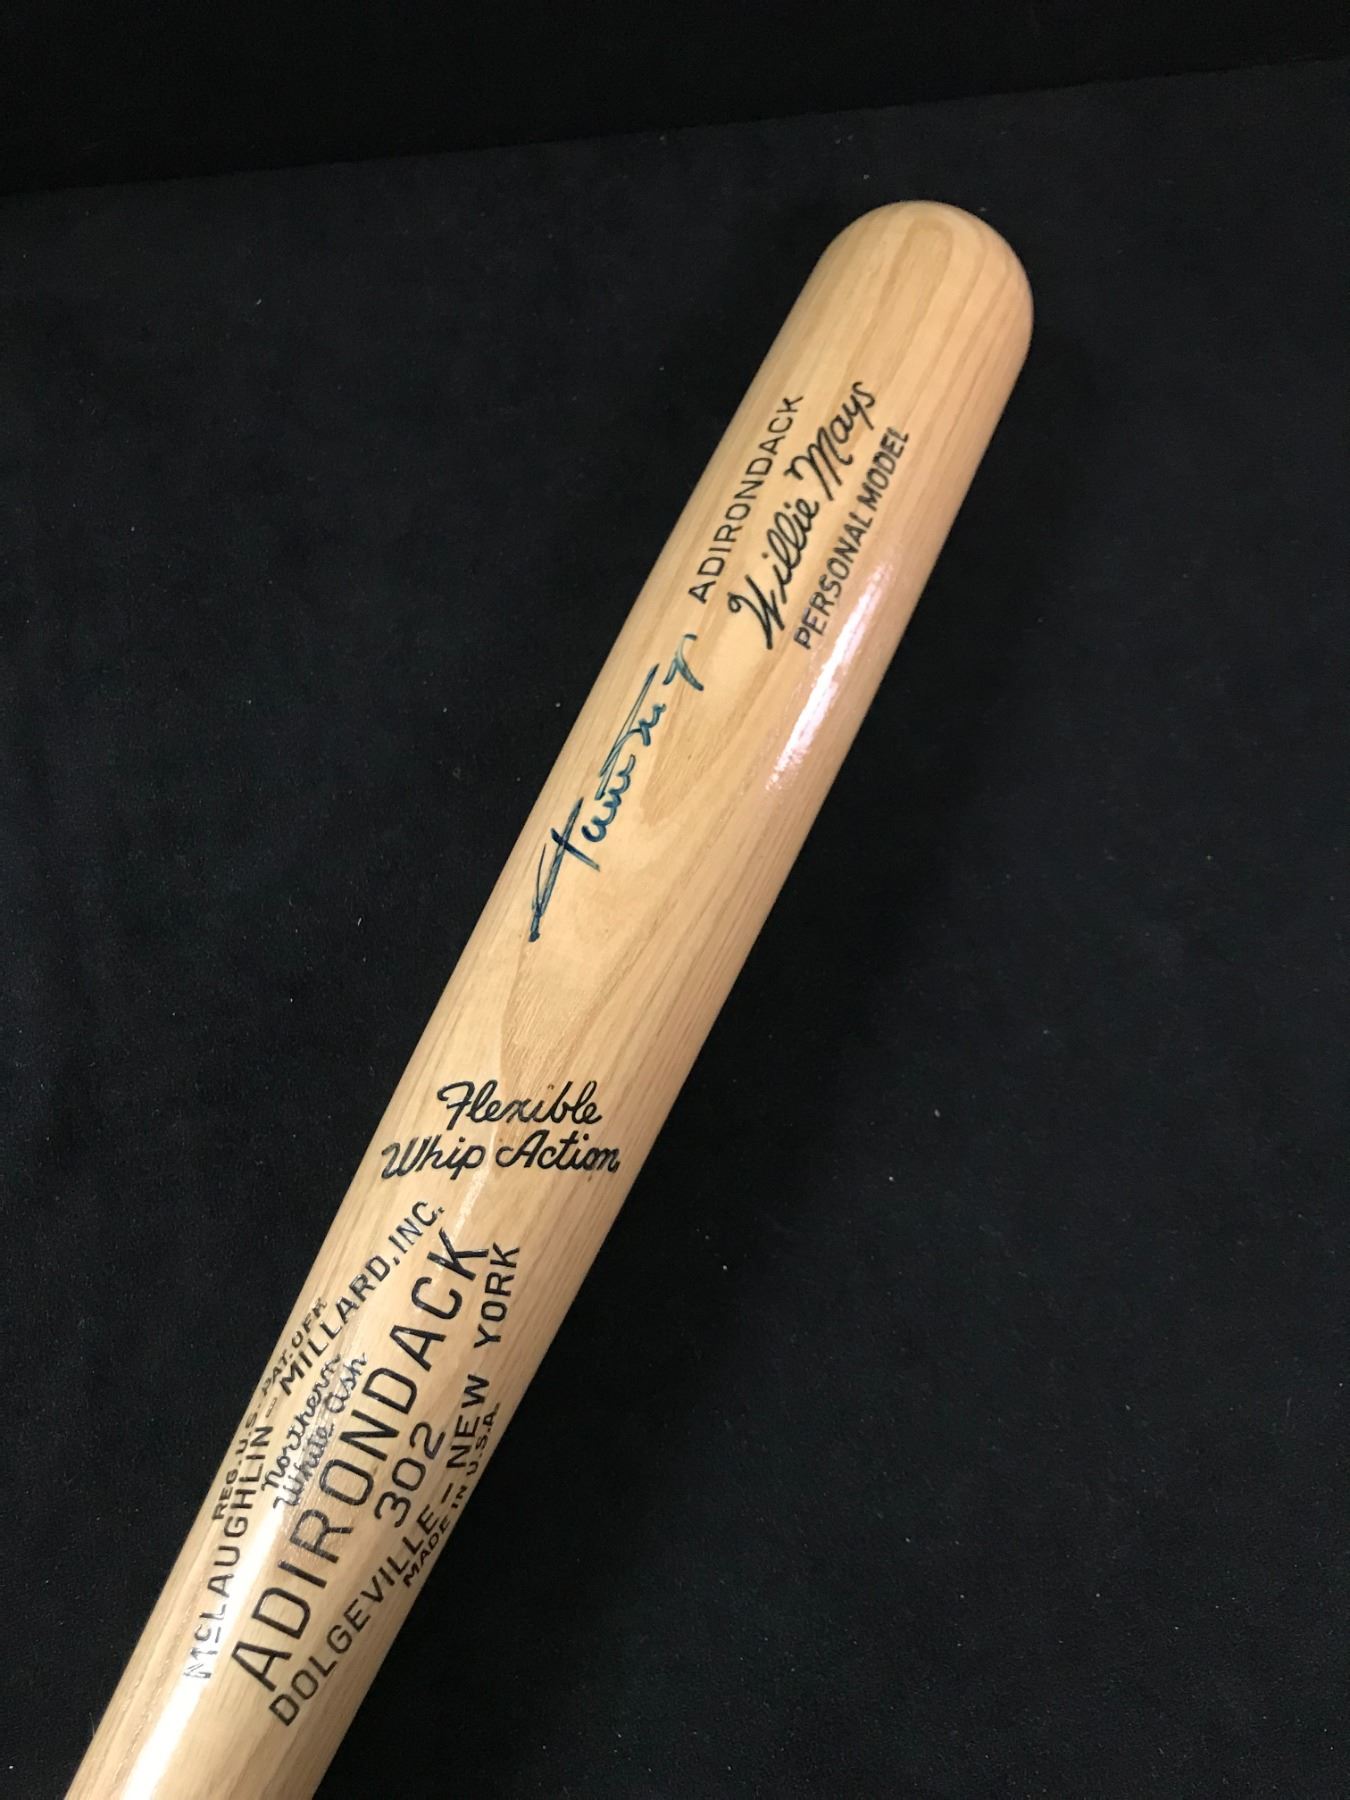 ADIRONDACK
Willie Mays
PERSONAL MODEL
Flexible
Whip Action
REG. U.S. PAT. OFF.
McLAUGHLIN-MILLARD, INC.
Northern
White Ash
ADIRONDACK
302
DOLGEVILLE - NEW YORK
MADE IN U.S.A.